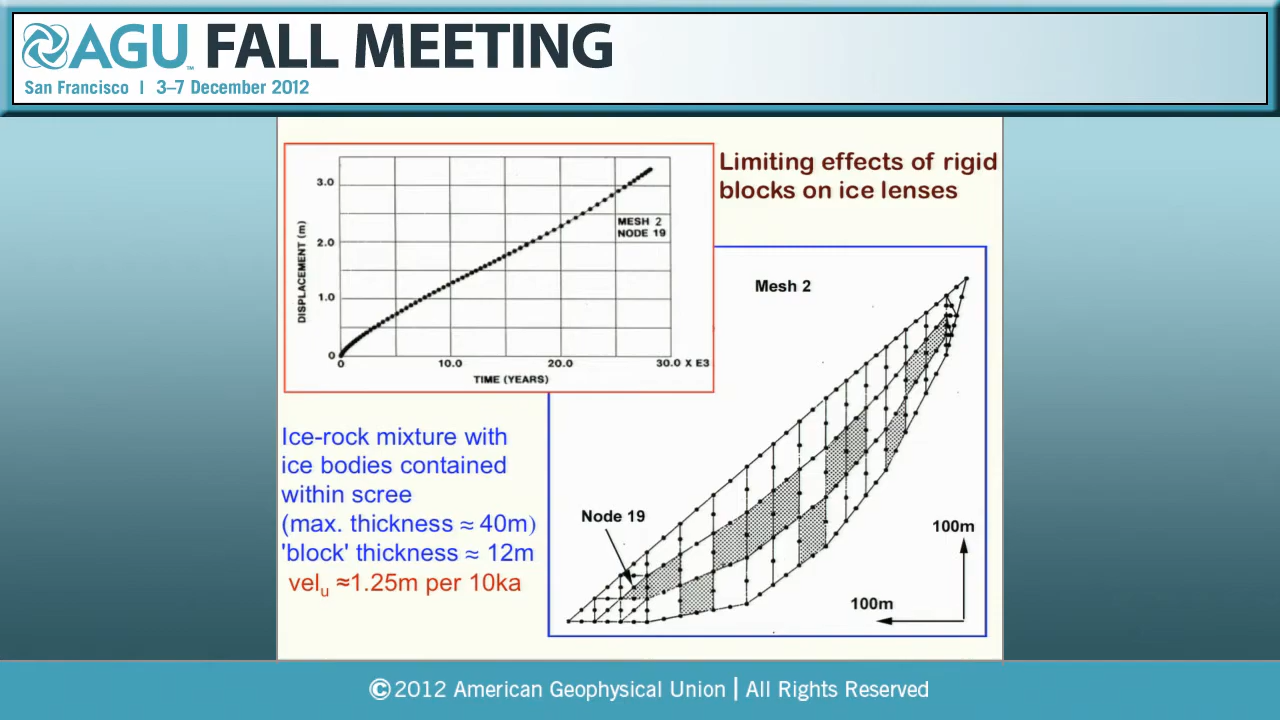 AGU™ FALL MEETING
San Francisco | 3–7 December 2012
Limiting effects of rigid
blocks on ice lenses
3.0
2.0
1.0
0
DISPLACEMENT (m)
MESH 2
NODE 19
0
10.0
20.0
30.0 X E3
TIME (YEARS)
Mesh 2
Node 19
100m
100m
Ice-rock mixture with
ice bodies contained
within scree
(max. thickness ≈ 40m)
'block' thickness ≈ 12m
velu ≈1.25m per 10ka
©2012 American Geophysical Union | All Rights Reserved